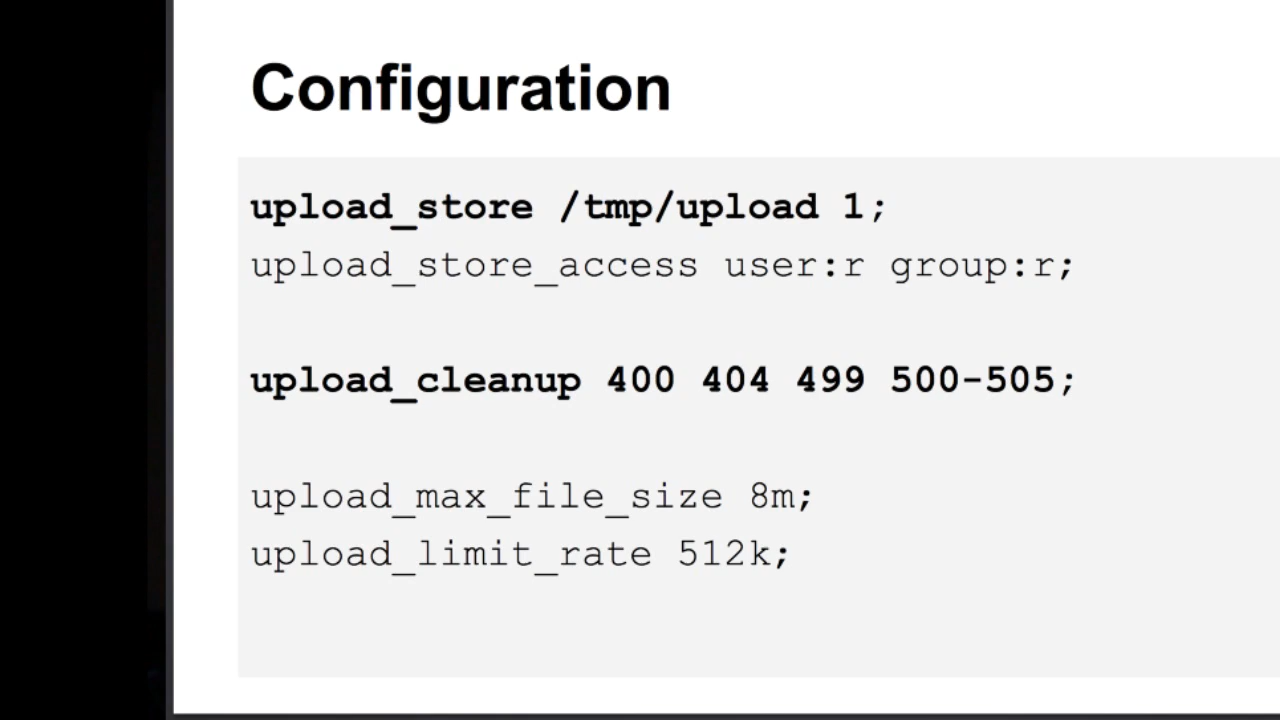 Configuration
upload_store /tmp/upload 1;
upload_store_access user:r group:r;
upload_cleanup 400 404 499 500-505;
upload_max_file_size 8m;
upload_limit_rate 512k;